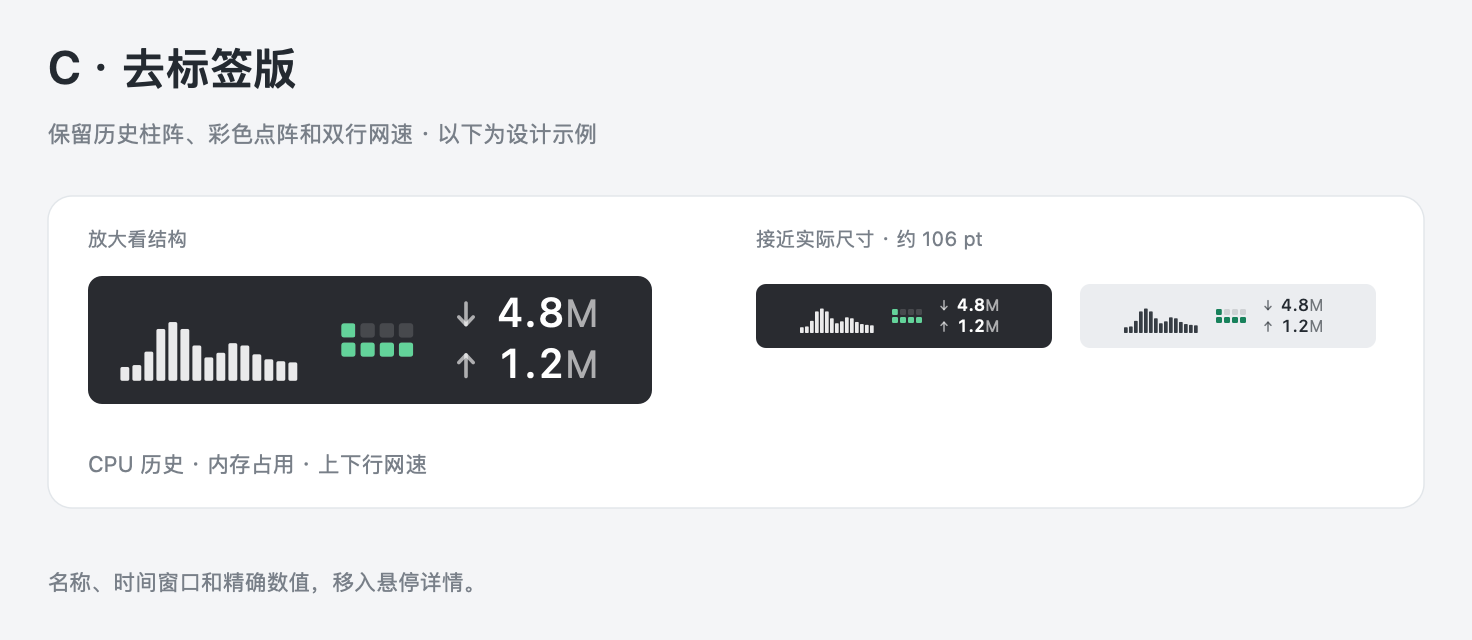 C · 去标签版
保留历史柱阵、彩色点阵和双行网速 · 以下为设计示例
放大看结构
接近实际尺寸 · 约 106 pt
↓ 4.8M
↑ 1.2M
↓ 4.8M
↑ 1.2M
↓ 4.8M
↑ 1.2M
CPU 历史 · 内存占用 · 上下行网速
名称、时间窗口和精确数值，移入悬停详情。